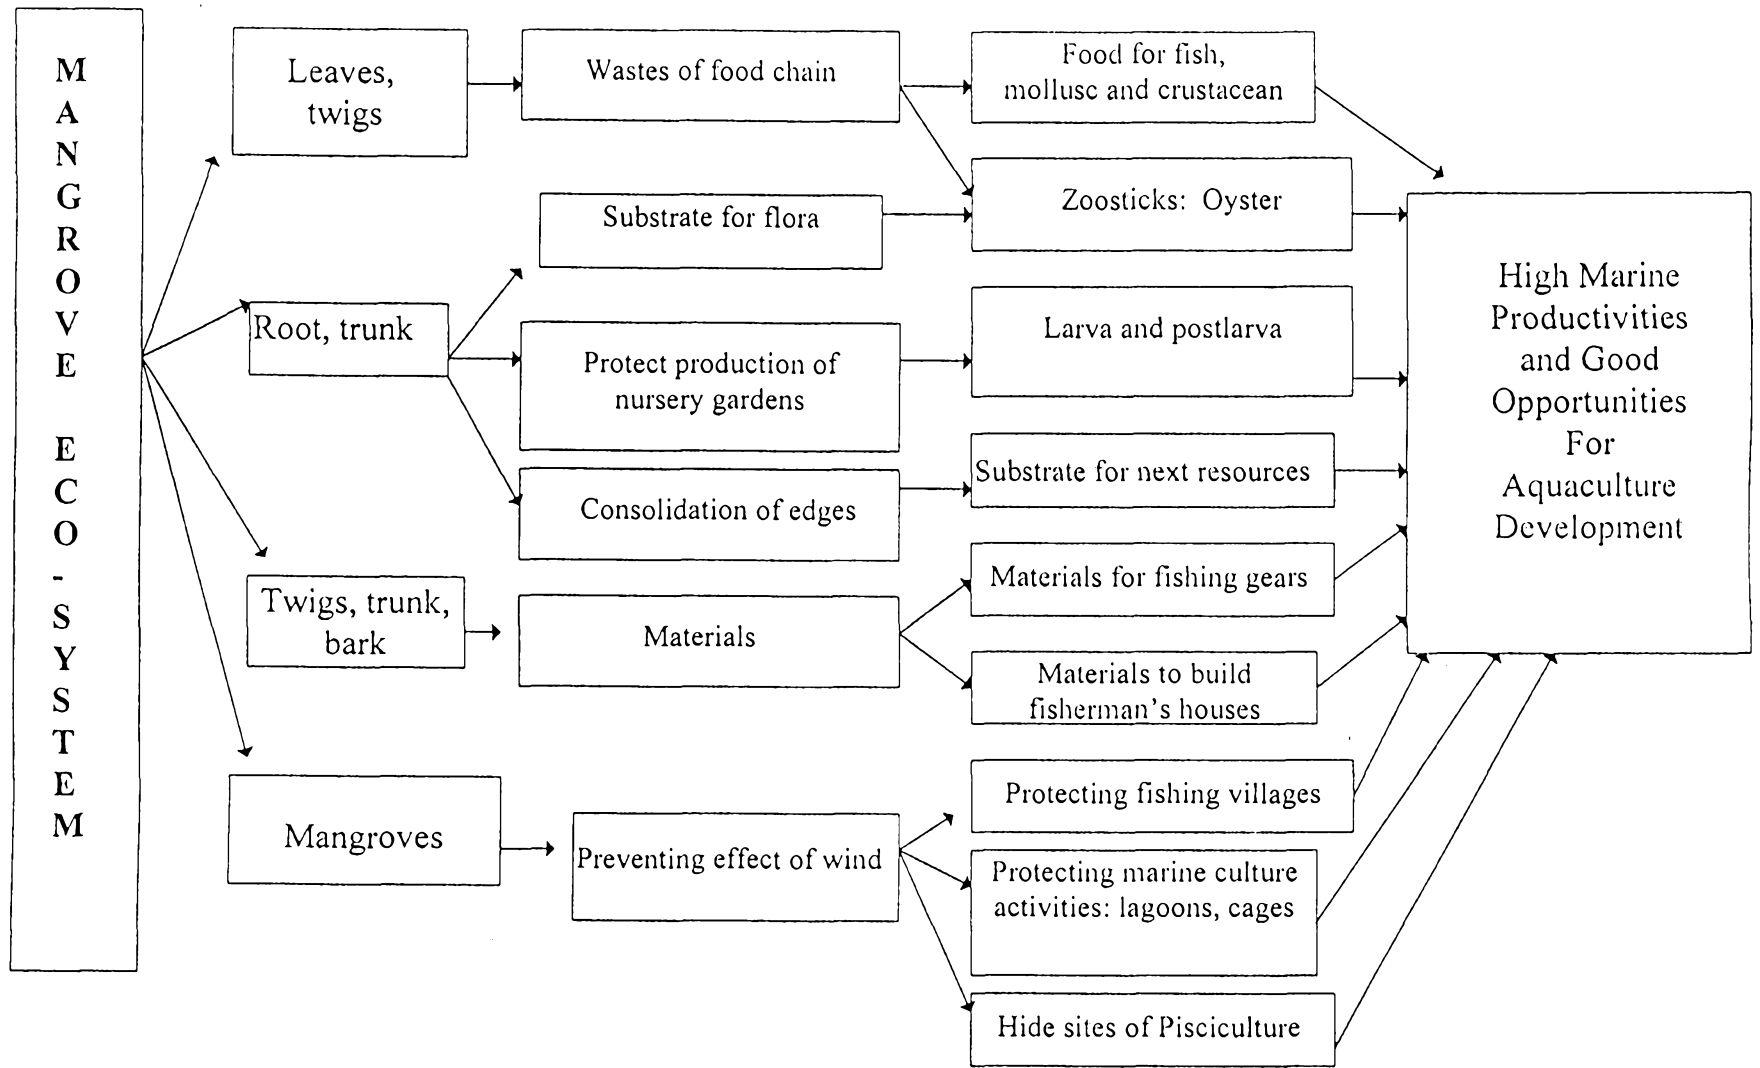 MANGROVE ECO-SYSTEM
Leaves,
twigs
Root, trunk
Twigs, trunk,
bark
Mangroves
Wastes of food chain
Substrate for flora
Protect production of
nursery gardens
Consolidation of edges
Materials
Preventing effect of wind
Food for fish,
mollusc and crustacean
Zoosticks: Oyster
Larva and postlarva
Substrate for next resources
Materials for fishing gears
Materials to build
fisherman's houses
Protecting fishing villages
Protecting marine culture
activities: lagoons, cages
Hide sites of Pisciculture
High Marine
Productivities
and Good
Opportunities
For
Aquaculture
Development